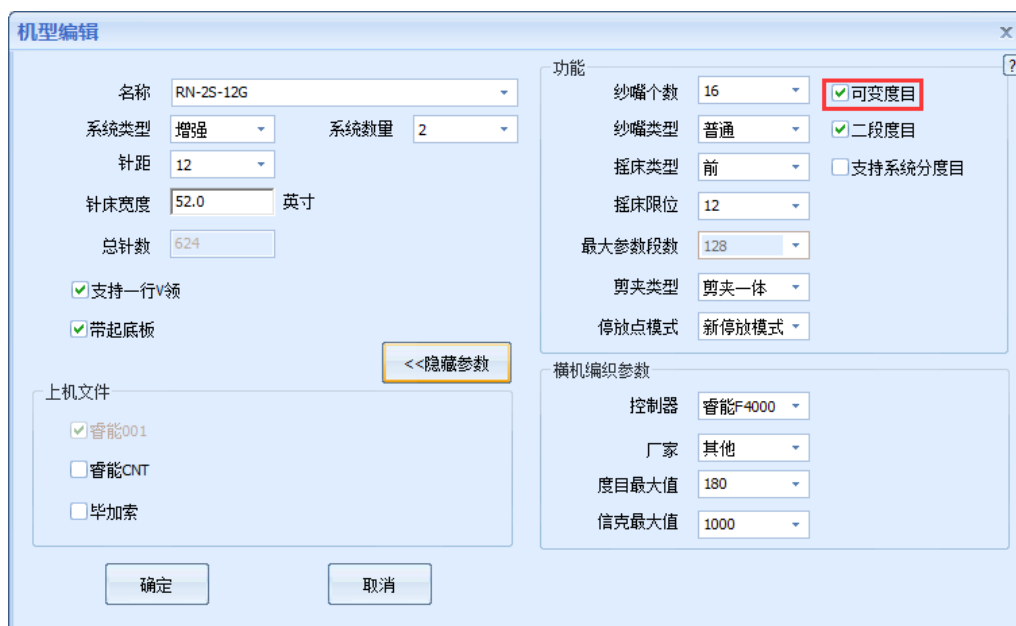 机型编辑
名称 RN-2S-12G
系统类型 增强 系统数量 2
针距 12
针床宽度 52.0 英寸
总针数 624
支持一行V领
带起底板
<<隐藏参数
上机文件
睿能001
睿能CNT
毕加索
确定 取消
功能 ?
纱嘴个数 16 可变度目
纱嘴类型 普通 二段度目
摇床类型 前 支持系统分度目
摇床限位 12
最大参数段数 128
剪夹类型 剪夹一体
停放点模式 新停放模式
横机编织参数
控制器 睿能F4000
厂家 其他
度目最大值 180
信克最大值 1000